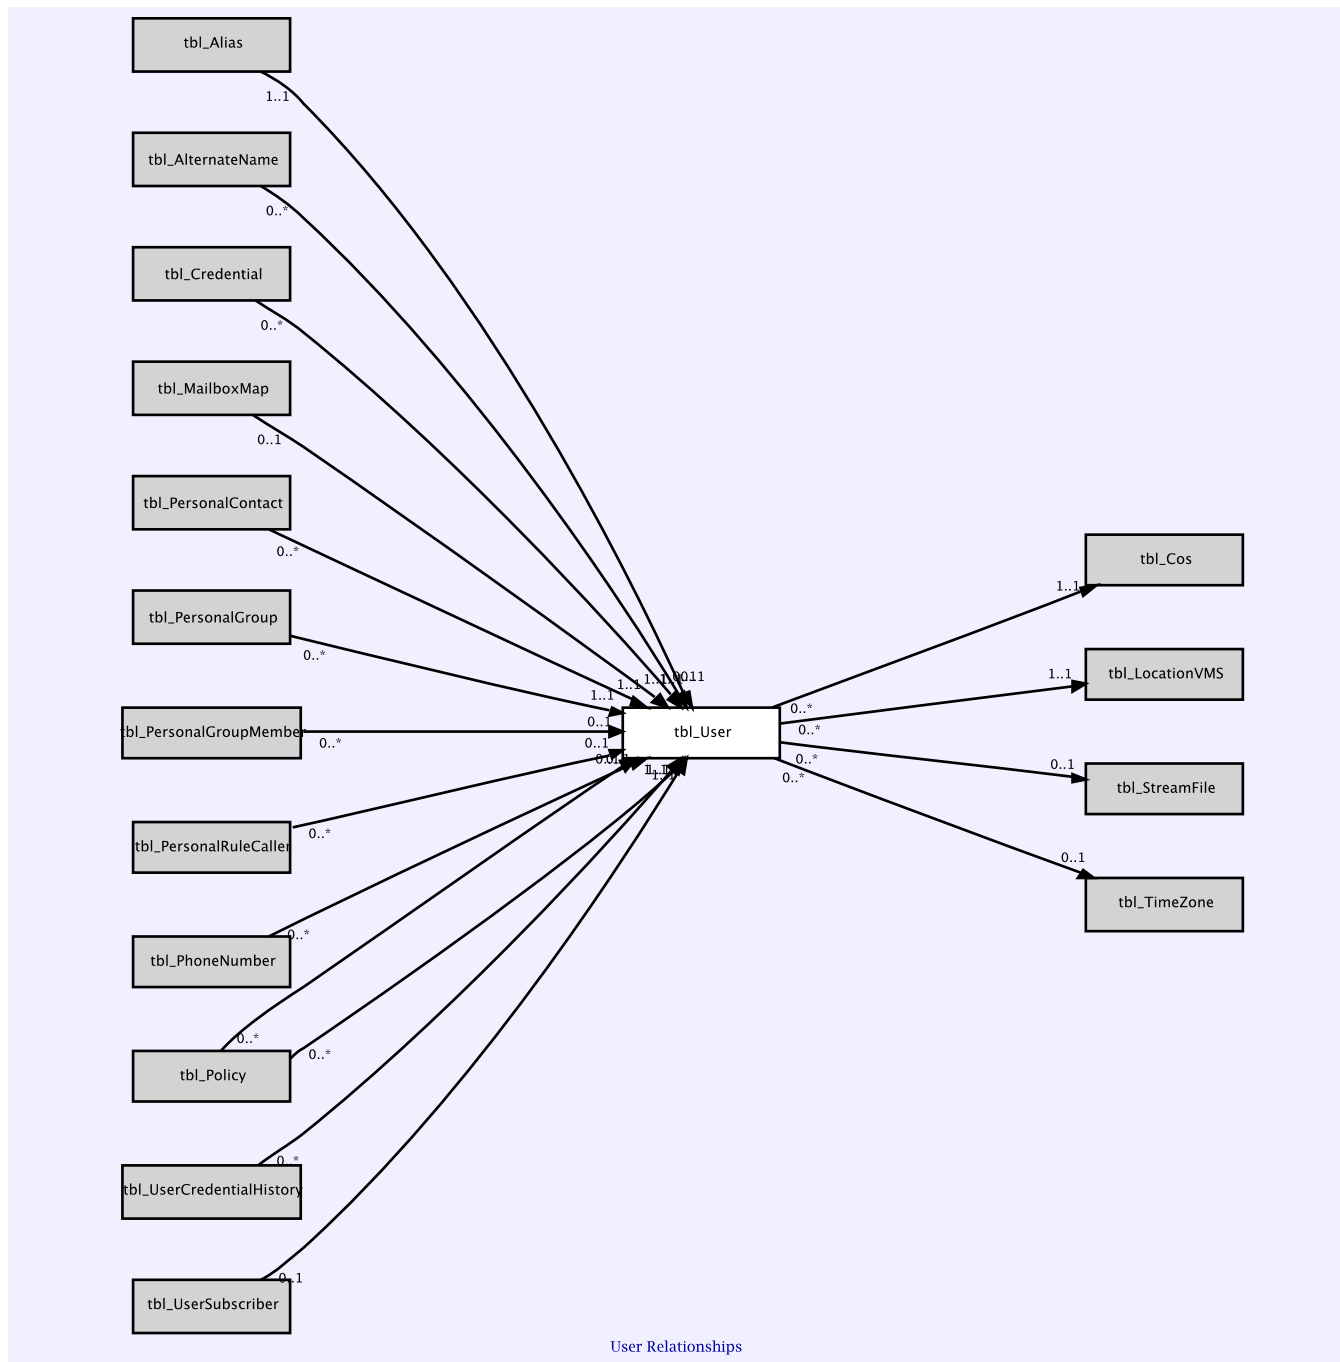 tbl_Alias
1..1
tbl_AlternateName
0..*
tbl_Credential
0..*
tbl_MailboxMap
0..1
tbl_PersonalContact
0..*
tbl_PersonalGroup
0..*
tbl_PersonalGroupMember
0..*
tbl_PersonalRuleCaller
0..*
tbl_PhoneNumber
0..*
tbl_Policy
0..*
0..*
tbl_UserCredentialHistory
0..*
tbl_UserSubscriber
0..1
1..1
1..1
0..1
0..1
tbl_User
0..*
0..*
0..*
0..*
1..1
tbl_Cos
1..1
tbl_LocationVMS
0..1
tbl_StreamFile
0..1
tbl_TimeZone
User Relationships